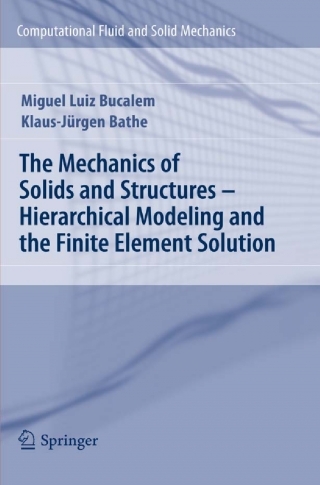 Computational Fluid and Solid Mechanics
Miguel Luiz Bucalem
Klaus-Jürgen Bathe
The Mechanics of
Solids and Structures –
Hierarchical Modeling and
the Finite Element Solution
Springer